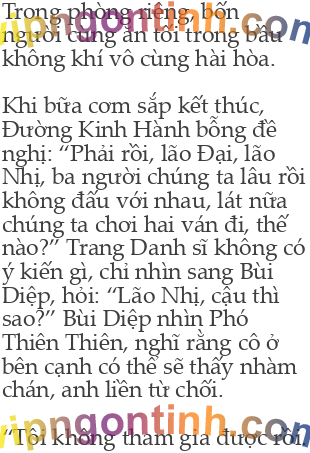 Trong phòng riêng, bốn
người cùng ăn tối trong bầu
không khí vô cùng hài hòa.
Khi bữa cơm sắp kết thúc,
Đường Kinh Hành bỗng đề
nghị: “Phải rồi, lão Đại, lão
Nhị, ba người chúng ta lâu rồi
không đấu với nhau, lát nữa
chúng ta chơi hai ván đi, thế
nào?” Trang Danh sĩ không có
ý kiến gì, chỉ nhìn sang Bùi
Diệp, hỏi: “Lão Nhị, cậu thì
sao?” Bùi Diệp nhìn Phó
Thiên Thiên, nghĩ rằng cô ở
bên cạnh có thể sẽ thấy nhàm
chán, anh liền từ chối.
“Tôi không tham gia được rồi,
vipngontinh.com
vipngontinh.com